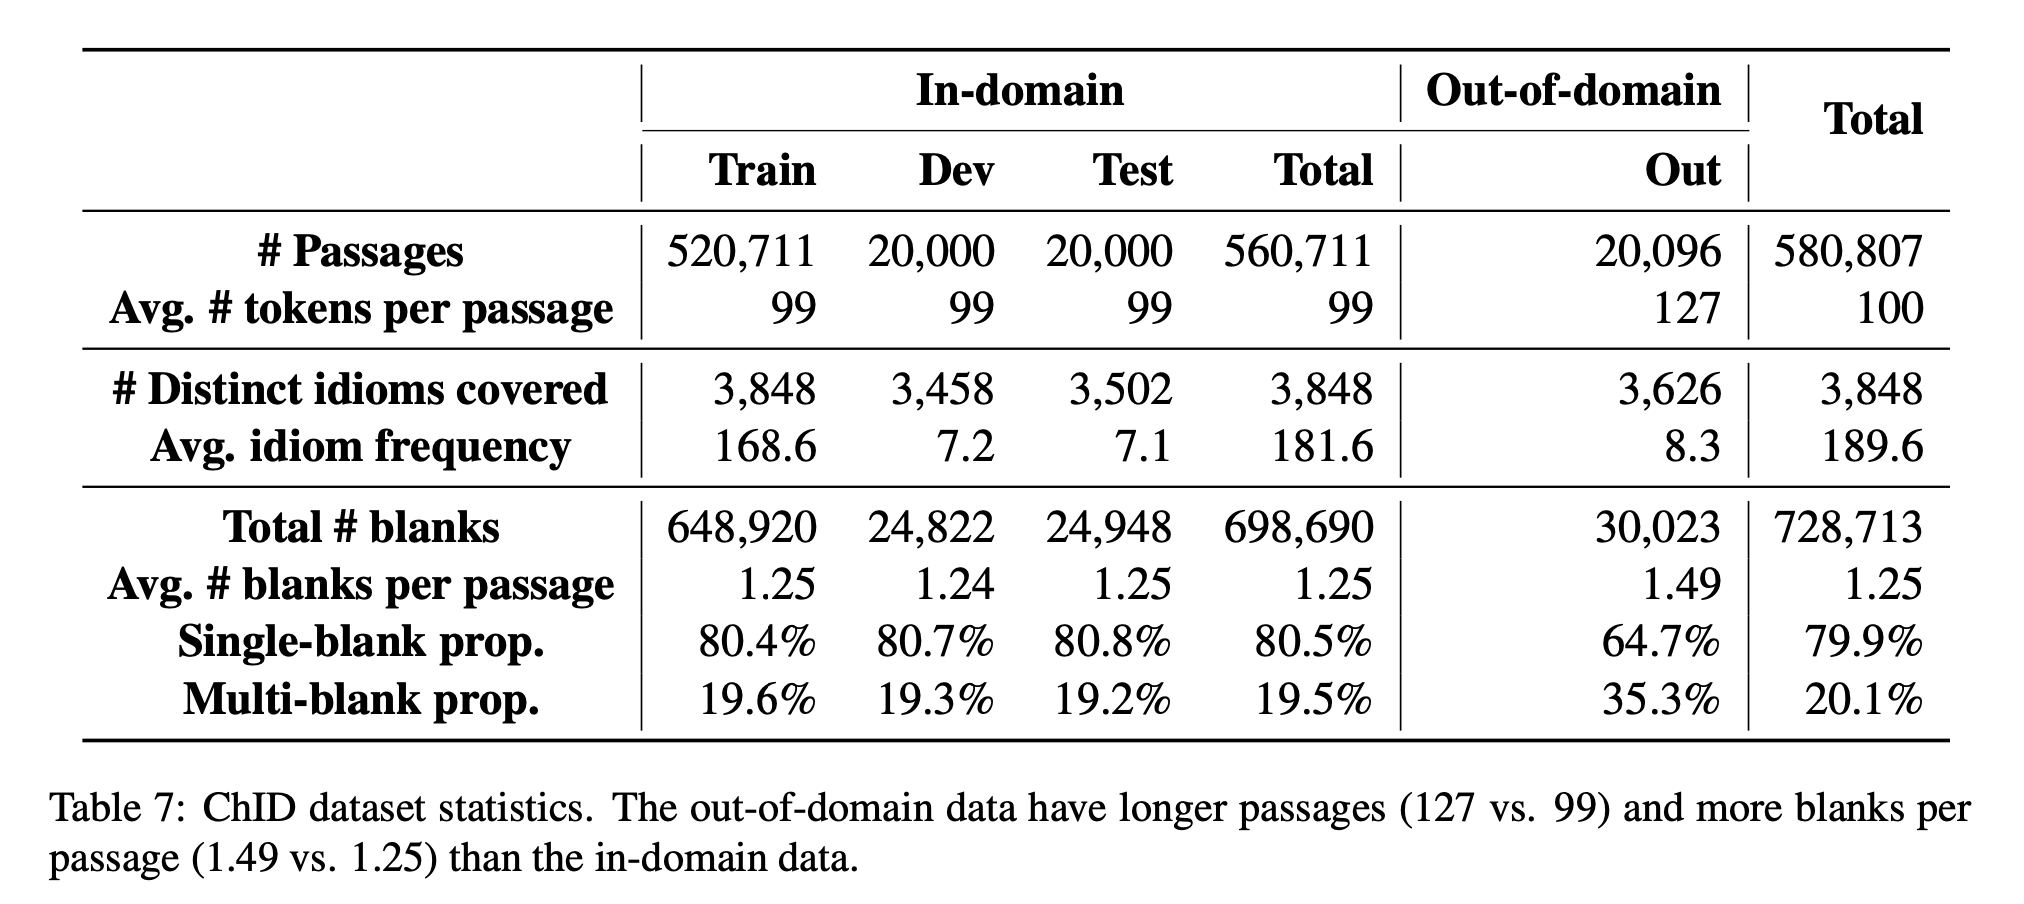 In-domain Out-of-domain Total
Train Dev Test Total Out
# Passages 520,711 20,000 20,000 560,711 20,096 580,807
Avg. # tokens per passage 99 99 99 99 127 100
# Distinct idioms covered 3,848 3,458 3,502 3,848 3,626 3,848
Avg. idiom frequency 168.6 7.2 7.1 181.6 8.3 189.6
Total # blanks 648,920 24,822 24,948 698,690 30,023 728,713
Avg. # blanks per passage 1.25 1.24 1.25 1.25 1.49 1.25
Single-blank prop. 80.4% 80.7% 80.8% 80.5% 64.7% 79.9%
Multi-blank prop. 19.6% 19.3% 19.2% 19.5% 35.3% 20.1%
Table 7: ChID dataset statistics. The out-of-domain data have longer passages (127 vs. 99) and more blanks per
passage (1.49 vs. 1.25) than the in-domain data.